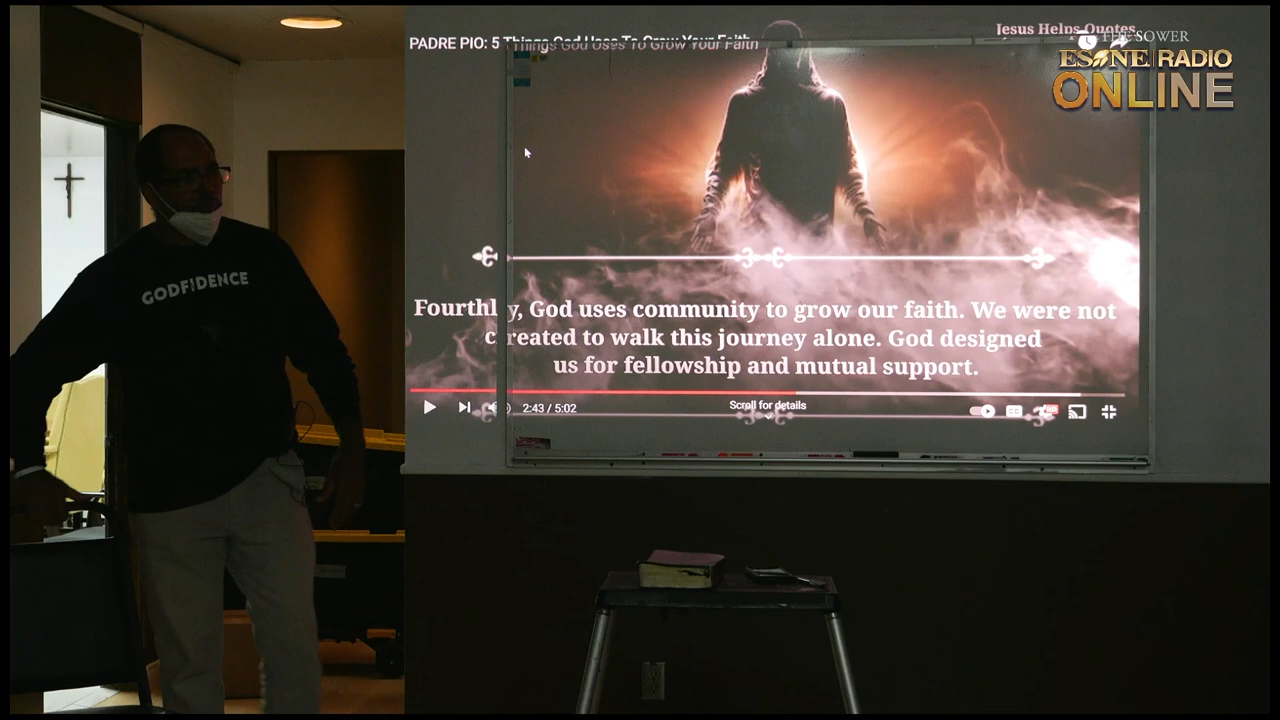 PADRE PIO: 5 Things God Uses To Grow Your Faith
Jesus Helps Quotes
THE SOWER
ESNE RADIO
ONLINE
GODFIDENCE
Fourthly, God uses community to grow our faith. We were not
created to walk this journey alone. God designed
us for fellowship and mutual support.
2:43 / 5:02
Scroll for details